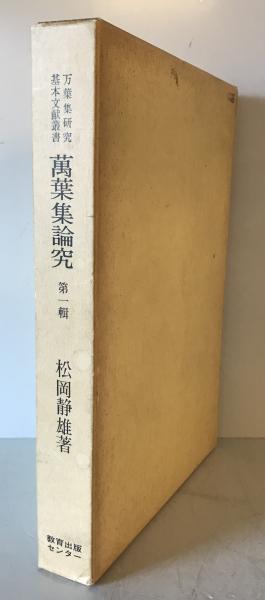 万葉集研究
基本文献叢書
萬葉集論究
第一輯
松岡静雄著
教育出版
センター